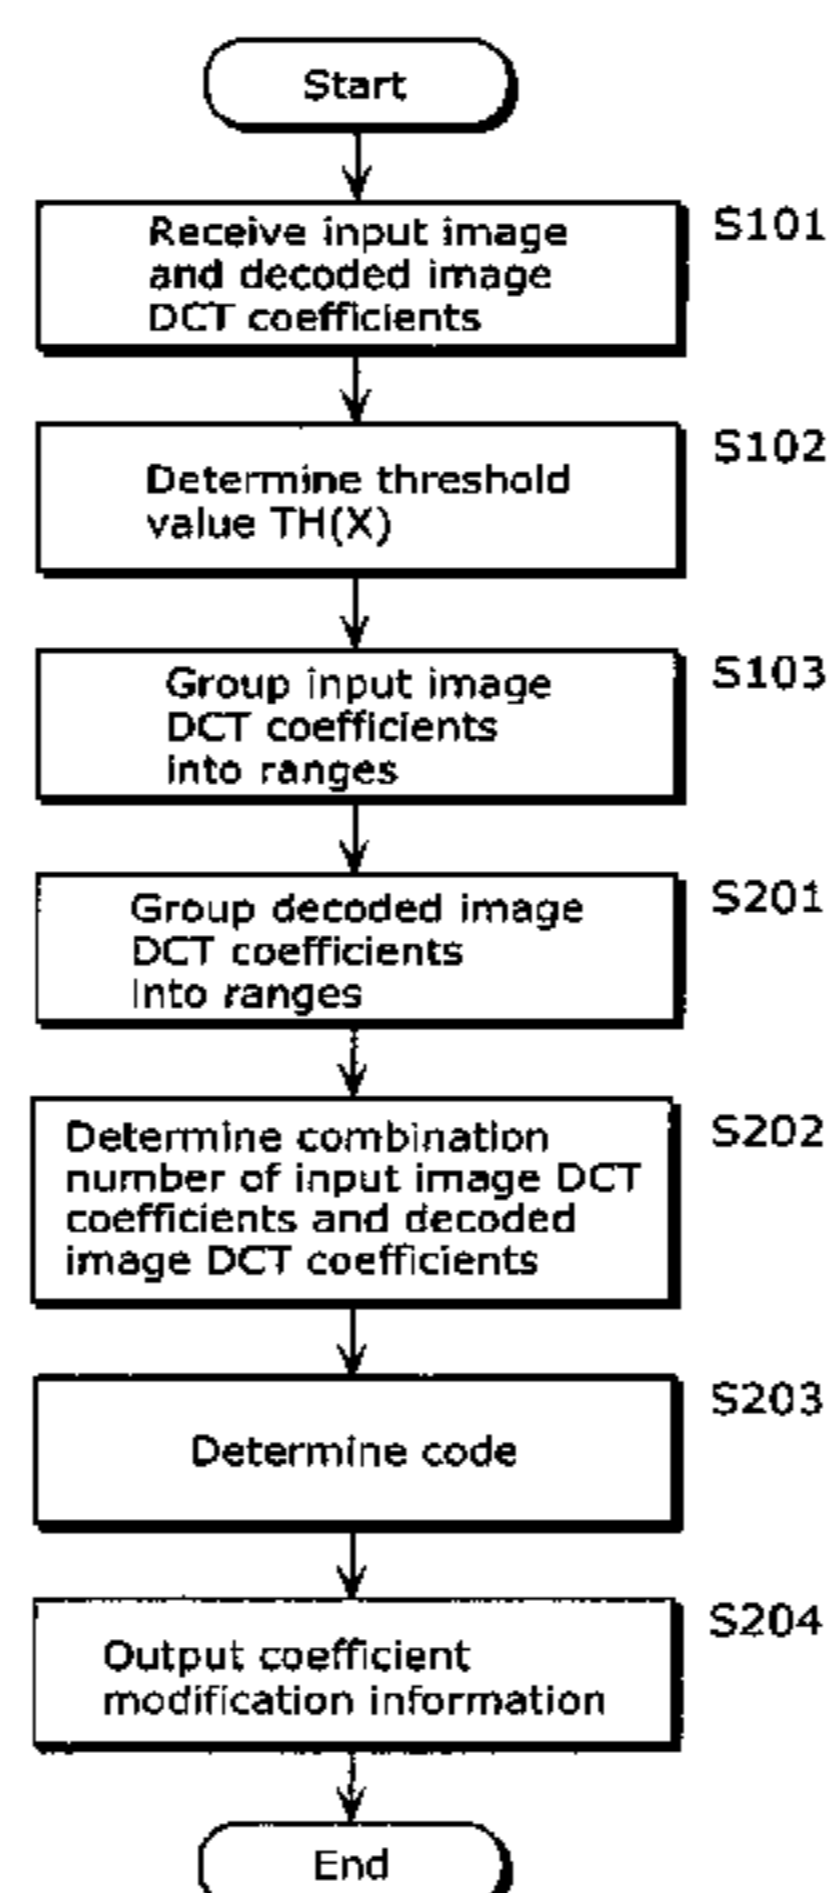 Start
Receive input image
and decoded image
DCT coefficients
S101
Determine threshold
value TH(X)
S102
Group input image
DCT coefficients
into ranges
S103
Group decoded image
DCT coefficients
into ranges
S201
Determine combination
number of input image DCT
coefficients and decoded
image DCT coefficients
S202
Determine code
S203
Output coefficient
modification information
S204
End